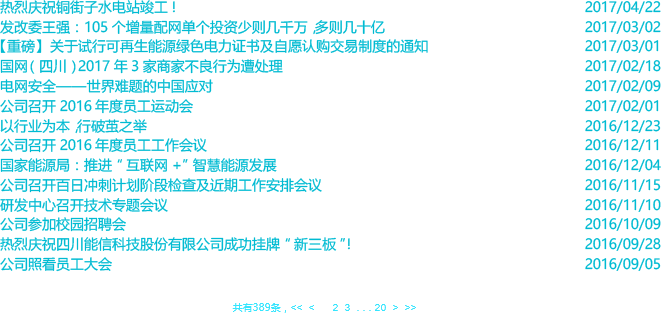 热烈庆祝铜街子水电站竣工！ 2017/04/22
发改委王强：105 个增量配网单个投资少则几千万，多则几十亿 2017/03/02
【重磅】关于试行可再生能源绿色电力证书及自愿认购交易制度的通知 2017/03/01
国网（四川）2017 年 3 家商家不良行为遭处理 2017/02/18
电网安全——世界难题的中国应对 2017/02/09
公司召开 2016 年度员工运动会 2017/02/01
以行业为本，行破茧之举 2016/12/23
公司召开 2016 年度员工工作会议 2016/12/11
国家能源局：推进 “ 互联网 +” 智慧能源发展 2016/12/04
公司召开百日冲刺计划阶段检查及近期工作安排会议 2016/11/15
研发中心召开技术专题会议 2016/11/10
公司参加校园招聘会 2016/10/09
热烈庆祝四川能信科技股份有限公司成功挂牌 “ 新三板 ”！ 2016/09/28
公司照看员工大会 2016/09/05
共有389条，<< < 2 3 ...20 > >>